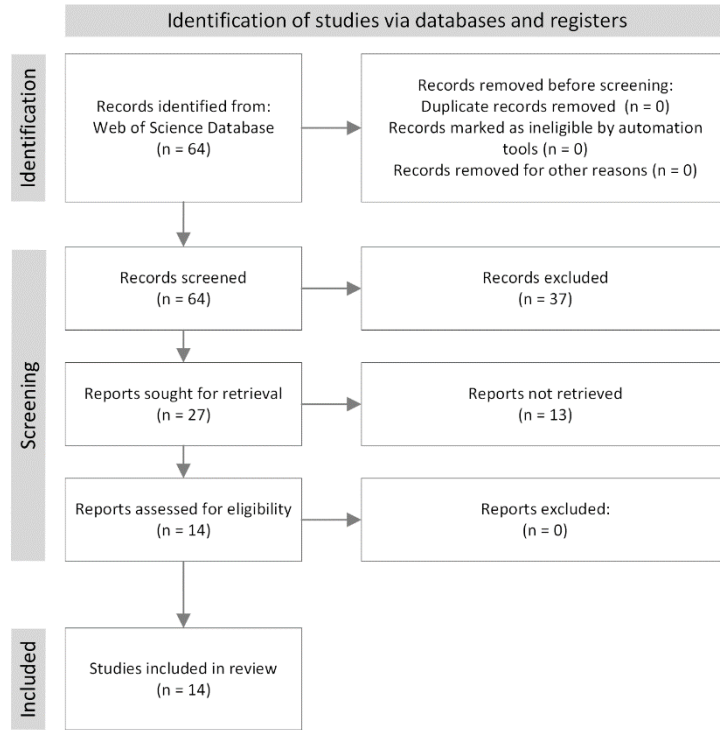 Identification of studies via databases and registers
Identification
Records identified from:
Web of Science Database
(n = 64)
Records removed before screening:
Duplicate records removed  (n = 0)
Records marked as ineligible by automation
tools (n = 0)
Records removed for other reasons (n = 0)
Screening
Records screened
(n = 64)
Records excluded
(n = 37)
Reports sought for retrieval
(n = 27)
Reports not retrieved
(n = 13)
Reports assessed for eligibility
(n = 14)
Reports excluded:
(n = 0)
Included
Studies included in review
(n = 14)